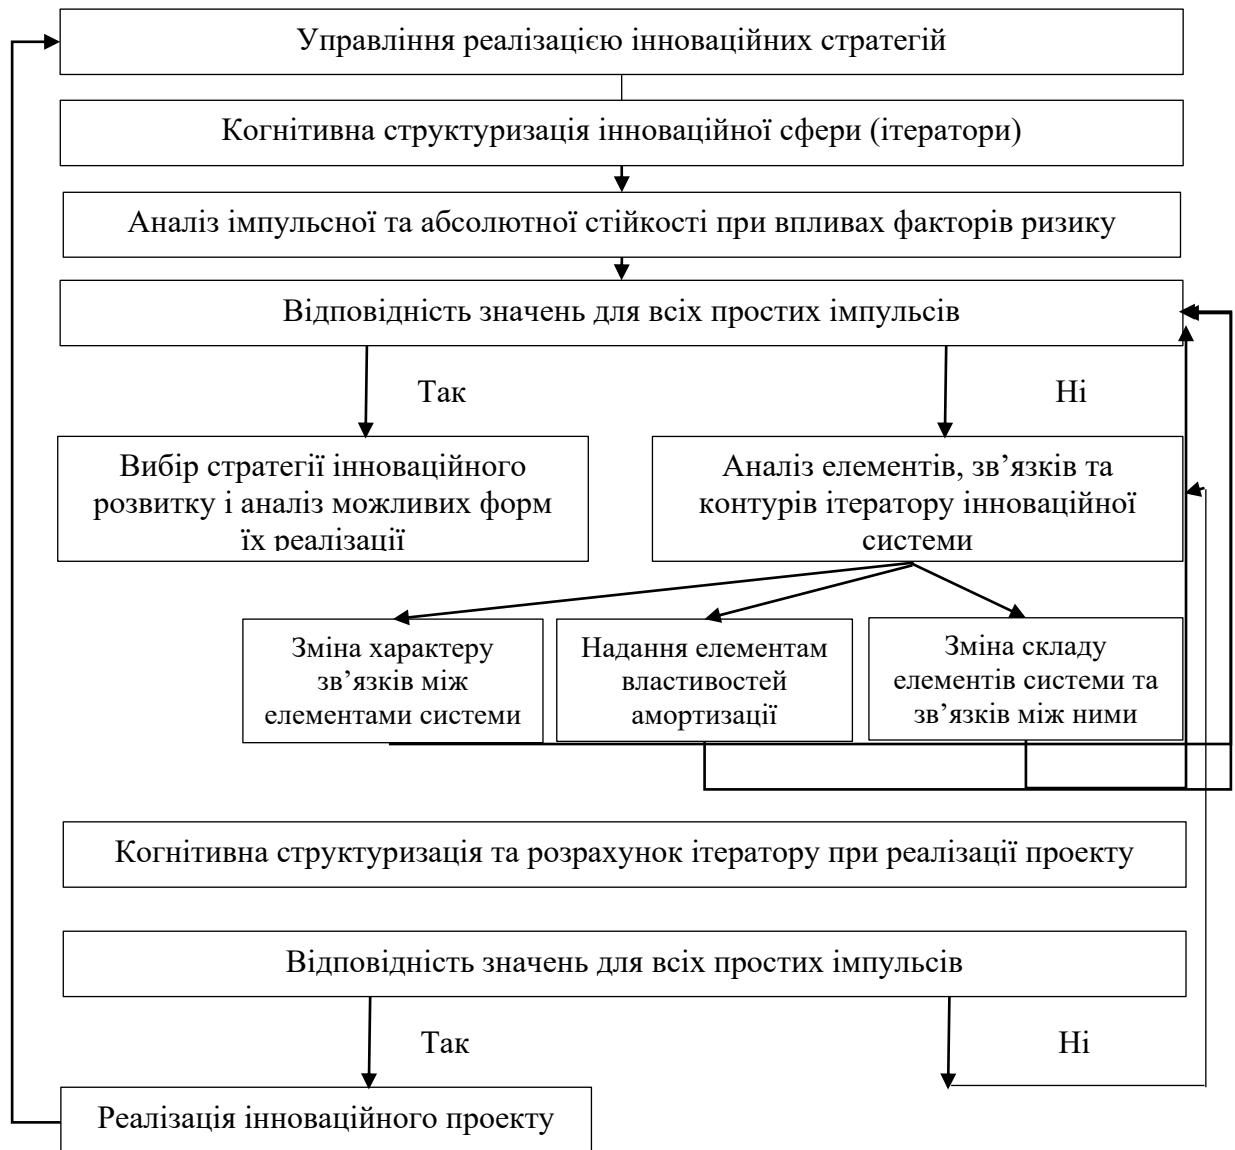 Управління реалізацією інноваційних стратегій
Когнітивна структуризація інноваційної сфери (ітератори)
Аналіз імпульсної та абсолютної стійкості при впливах факторів ризику
Відповідність значень для всіх простих імпульсів
Так
Ні
Вибір стратегії інноваційного
розвитку і аналіз можливих форм
їх реалізації
Аналіз елементів, зв’язків та
контурів ітератору інноваційної
системи
Зміна характеру
зв’язків між
елементами системи
Надання елементам
властивостей
амортизації
Зміна складу
елементів системи та
зв’язків між ними
Когнітивна структуризація та розрахунок ітератору при реалізації проекту
Відповідність значень для всіх простих імпульсів
Так
Ні
Реалізація інноваційного проекту